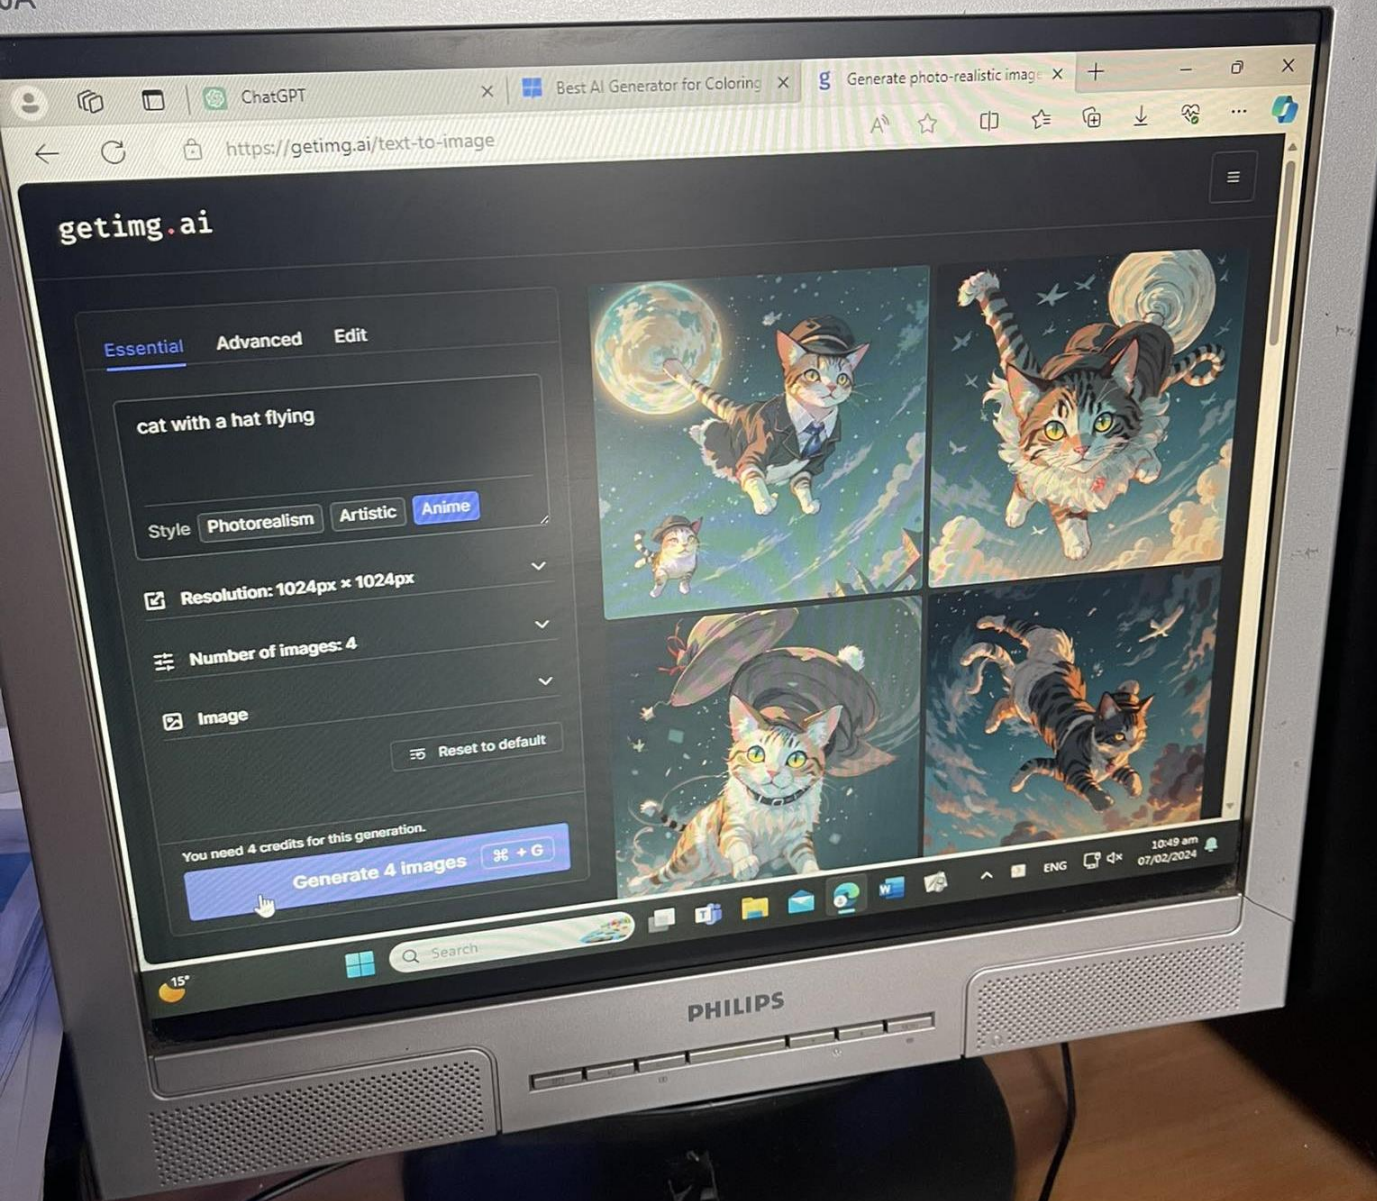 ChatGPT
Best AI Generator for Coloring
Generate photo-realistic image
https://getimg.ai/text-to-image
getimg.ai
Essential Advanced Edit
cat with a hat flying
Style Photorealism Artistic Anime
Resolution: 1024px × 1024px
Number of images: 4
Image
Reset to default
You need 4 credits for this generation.
Generate 4 images ⌘ + G
15°
Search
ENG
10:49 am
07/02/2024
PHILIPS